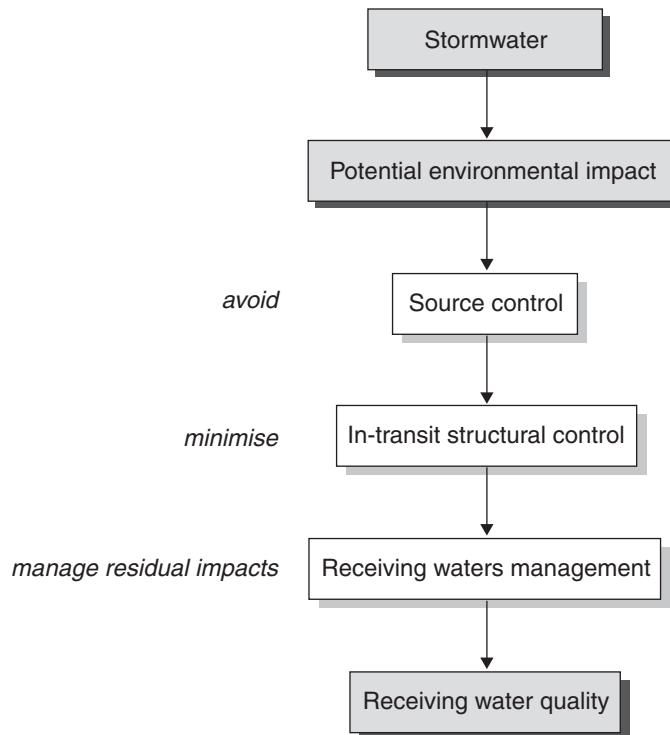 Stormwater
Potential environmental impact
avoid
Source control
minimise
In-transit structural control
manage residual impacts
Receiving waters management
Receiving water quality